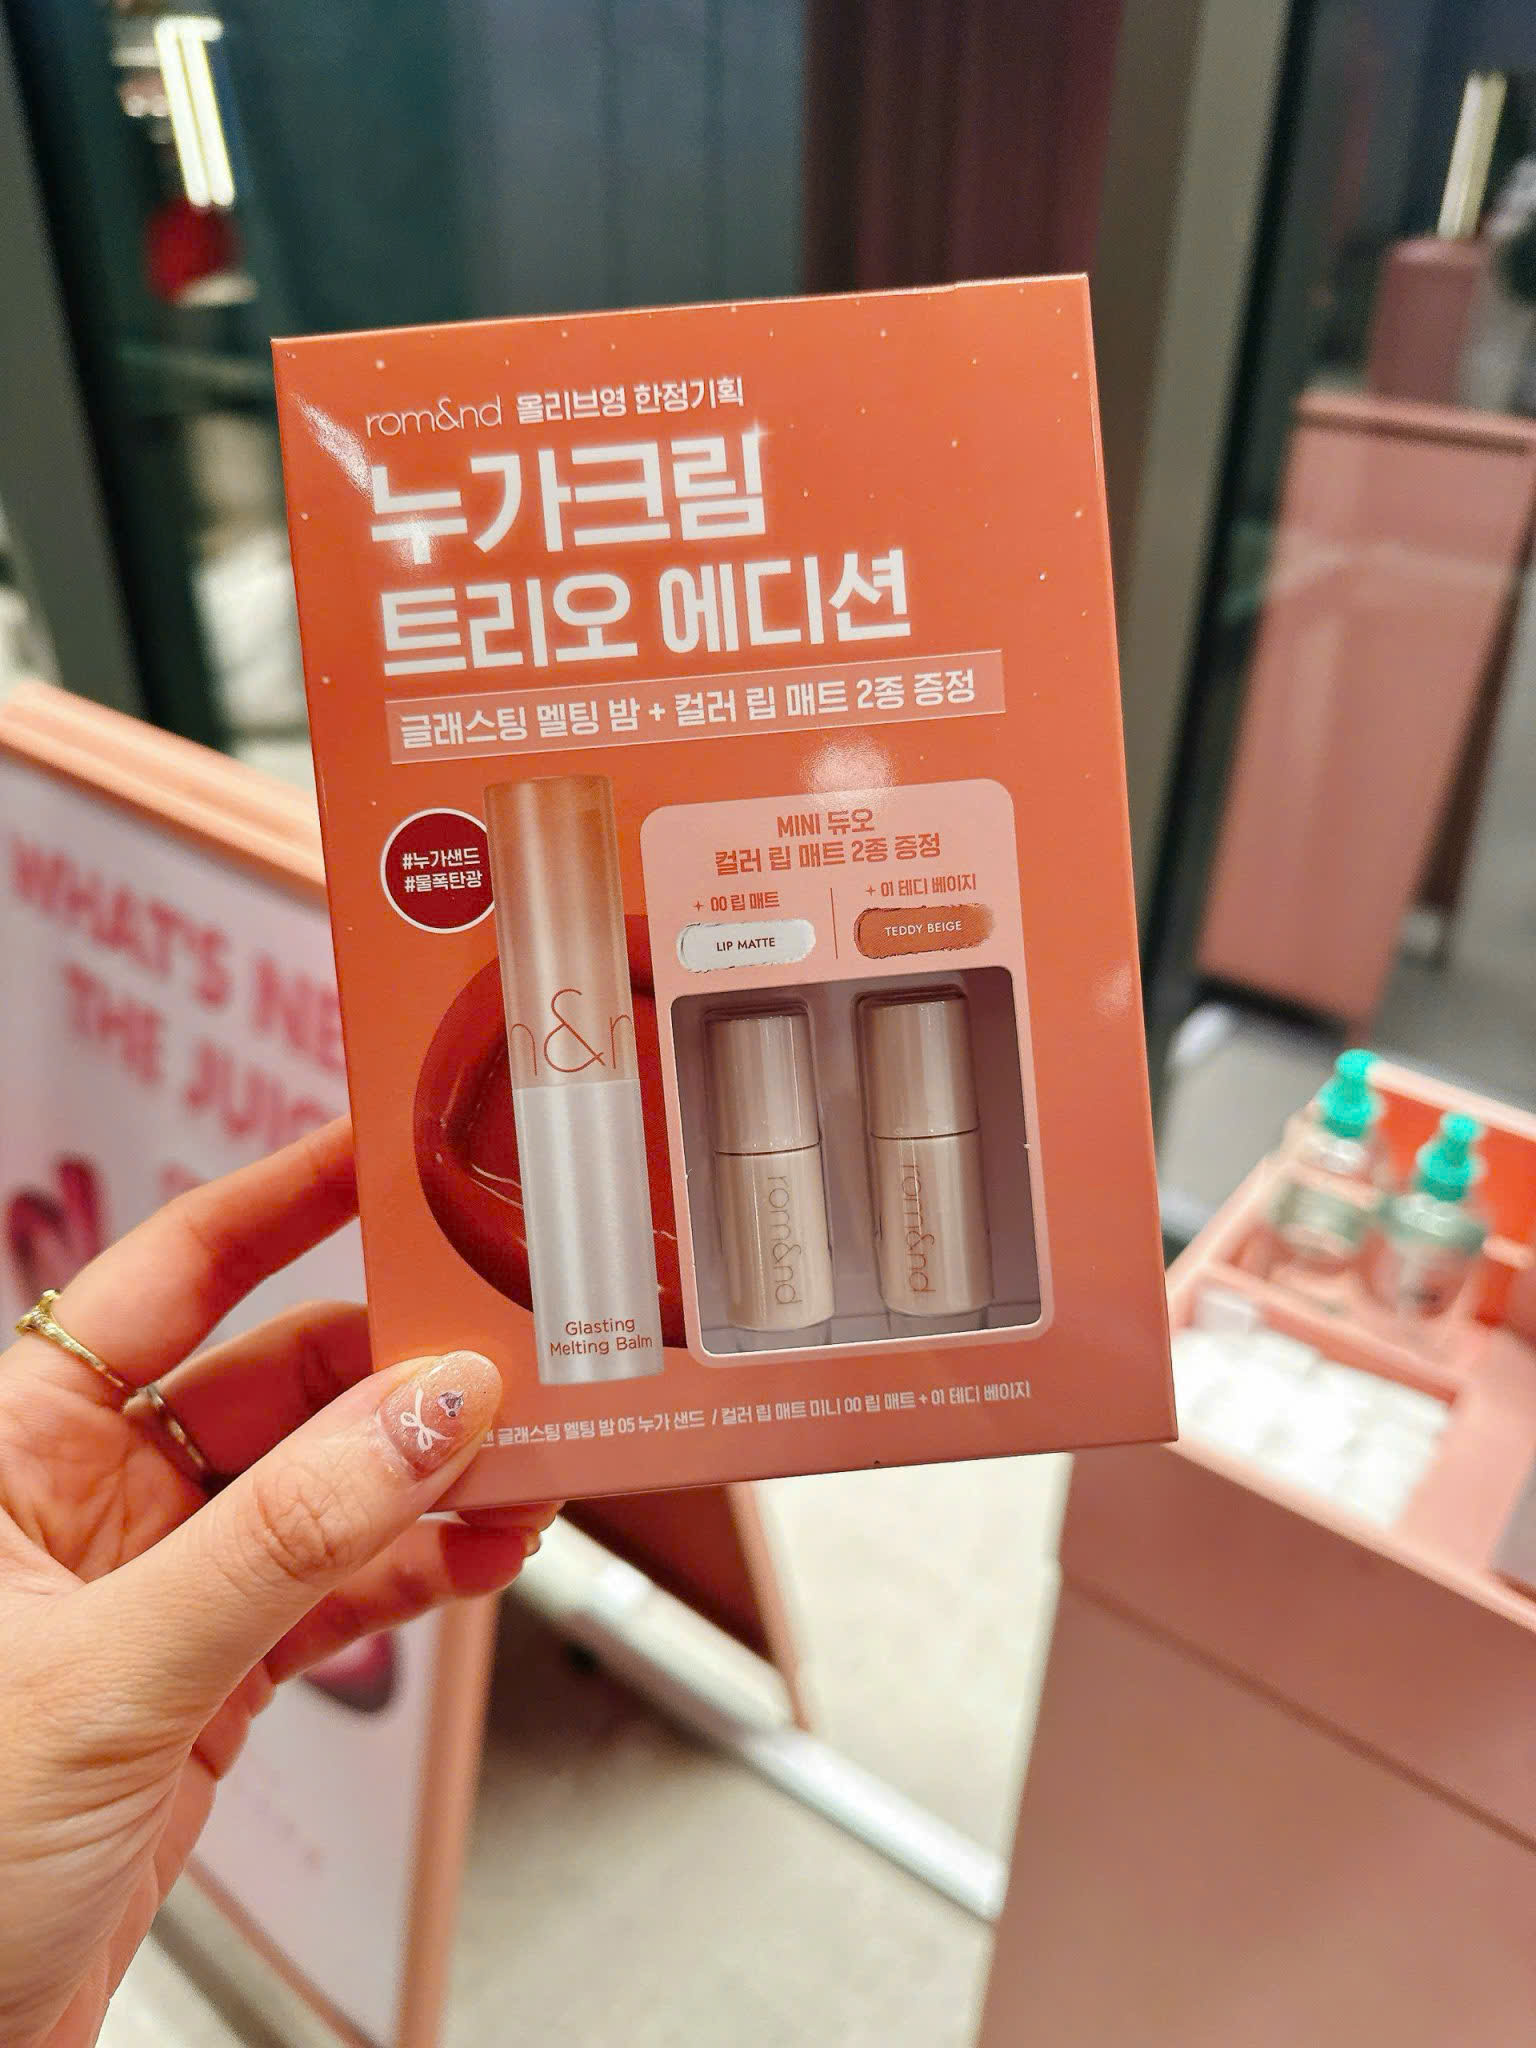 rom&nd 올리브영 한정기획
누가크림
트리오 에디션
글래스팅 멜팅 밤 + 컬러 립 매트 2종 증정
#누가샌드
#물폭탄광
MINI 듀오
컬러 립 매트 2종 증정
+ 00 립 매트
+ 01 테디 베이지
LIP MATTE
TEDDY BEIGE
n&r
rom&nd
rom&nd
Glasting
Melting Balm
글래스팅 멜팅 밤 05 누가 샌드 / 컬러 립 매트 미니 00 립 매트 + 01 테디 베이지
WHAT'S
THE